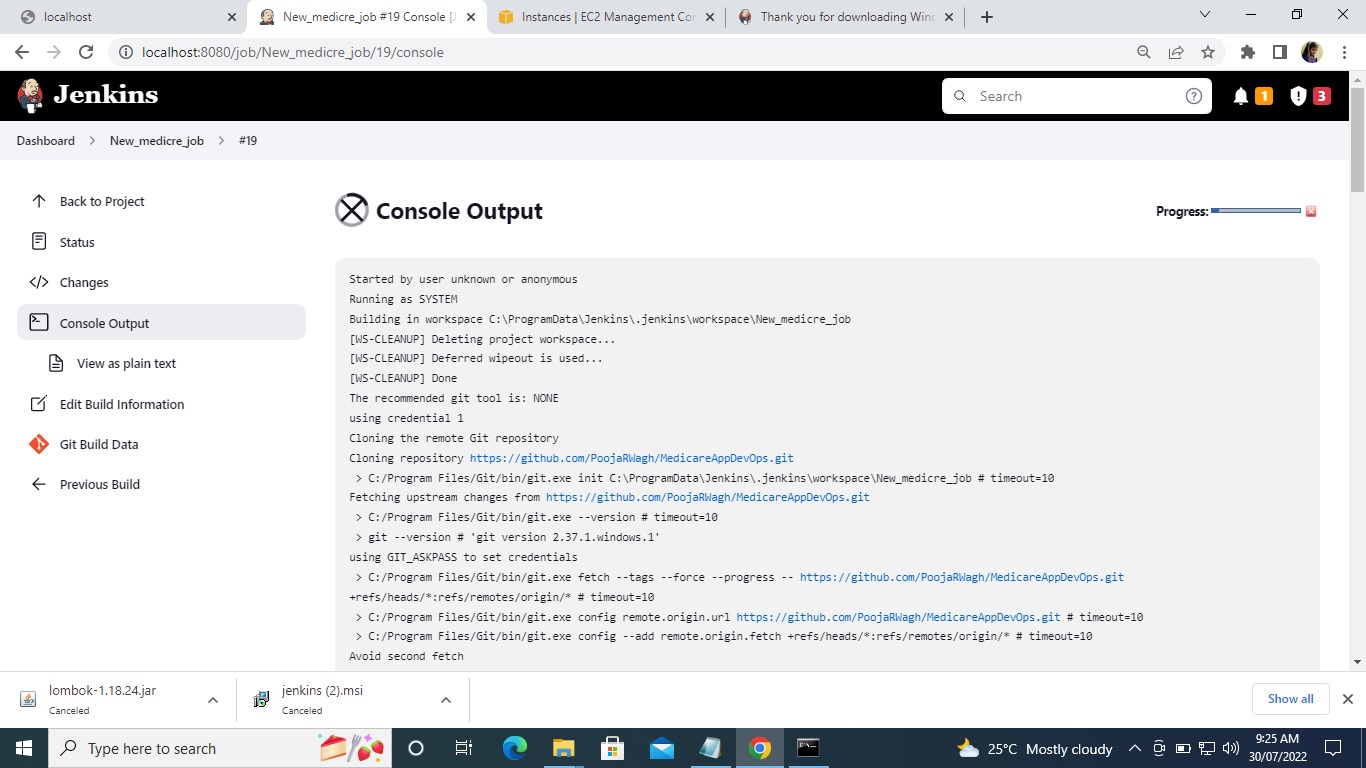 localhost
New_medicre_job #19 Console [J
Instances | EC2 Management Con
Thank you for downloading Wind
localhost:8080/job/New_medicre_job/19/console
Jenkins
Search
1
3
Dashboard
New_medicre_job
#19
Back to Project
Status
Changes
Console Output
View as plain text
Edit Build Information
Git Build Data
Previous Build
Console Output
Progress:
Started by user unknown or anonymous
Running as SYSTEM
Building in workspace C:\ProgramData\Jenkins\.jenkins\workspace\New_medicre_job
[WS-CLEANUP] Deleting project workspace...
[WS-CLEANUP] Deferred wipeout is used...
[WS-CLEANUP] Done
The recommended git tool is: NONE
using credential 1
Cloning the remote Git repository
Cloning repository https://github.com/PoojaRWagh/MedicareAppDevOps.git
> C:/Program Files/Git/bin/git.exe init C:\ProgramData\Jenkins\.jenkins\workspace\New_medicre_job # timeout=10
Fetching upstream changes from https://github.com/PoojaRWagh/MedicareAppDevOps.git
> C:/Program Files/Git/bin/git.exe --version # timeout=10
> git --version # 'git version 2.37.1.windows.1'
using GIT_ASKPASS to set credentials
> C:/Program Files/Git/bin/git.exe fetch --tags --force --progress -- https://github.com/PoojaRWagh/MedicareAppDevOps.git
+refs/heads/*:refs/remotes/origin/* # timeout=10
> C:/Program Files/Git/bin/git.exe config remote.origin.url https://github.com/PoojaRWagh/MedicareAppDevOps.git # timeout=10
> C:/Program Files/Git/bin/git.exe config --add remote.origin.fetch +refs/heads/*:refs/remotes/origin/* # timeout=10
Avoid second fetch
lombok-1.18.24.jar
Canceled
jenkins (2).msi
Canceled
Show all
Type here to search
25°C Mostly cloudy
9:25 AM
30/07/2022